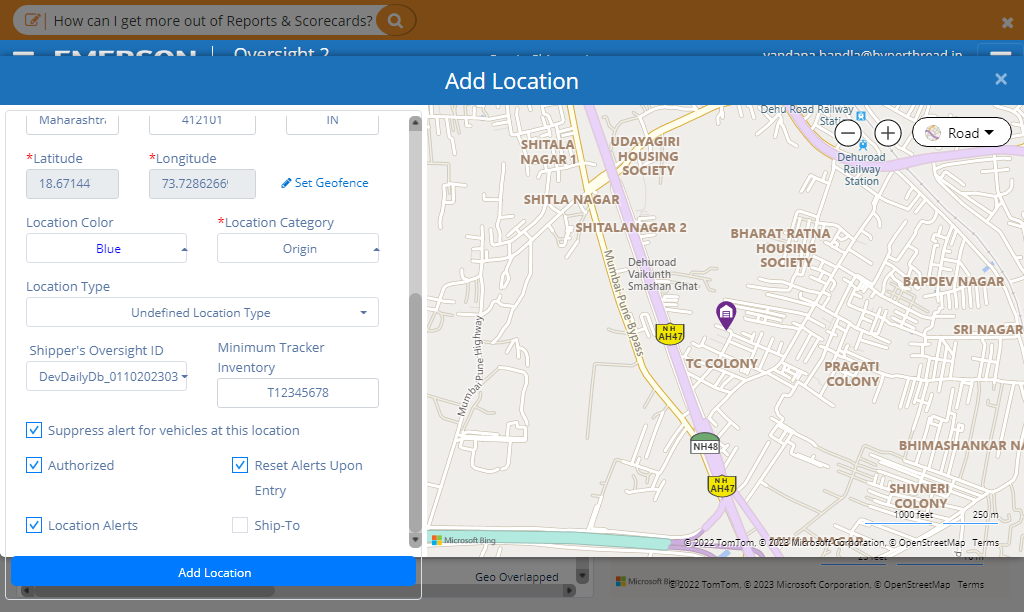 How can I get more out of Reports & Scorecards?
EMERSON
Oversight 2
vandana.bandla@hyperthread.in
Add Location
Maharashtra
412101
IN
*Latitude
*Longitude
18.67144
73.7286266
Set Geofence
Location Color
*Location Category
Blue
Origin
Location Type
Undefined Location Type
Shipper's Oversight ID
Minimum Tracker
Inventory
DevDailyDb_0110202303
T12345678
Suppress alert for vehicles at this location
Authorized
Reset Alerts Upon
Entry
Location Alerts
Ship-To
Add Location
Geo Overlapped
Dehu Road Railway
Station
Road
Dehuroad
Railway
Station
SHITALA
NAGAR 1
UDAYAGIRI
HOUSING
SOCIETY
SHITLA NAGAR
SHITALANAGAR 2
BHARAT RATNA
HOUSING
SOCIETY
Dehuroad
Vaikunth
Smashan Ghat
Mumbai-Pune Bypass
BAPDEV NAGAR
NH
AH47
SRI NAGAR
Mumbai Pune Highway
TC COLONY
PRAGATI
COLONY
NH48
BHIMASHANKAR NA
NH
AH47
SHIVNERI
COLONY
1000 feet
250 m
Microsoft Bing
© 2022 TomTom, © 2023 Microsoft Corporation, © OpenStreetMap Terms
Microsoft
© 2022 TomTom, © 2023 Microsoft Corporation, © OpenStreetMap Terms